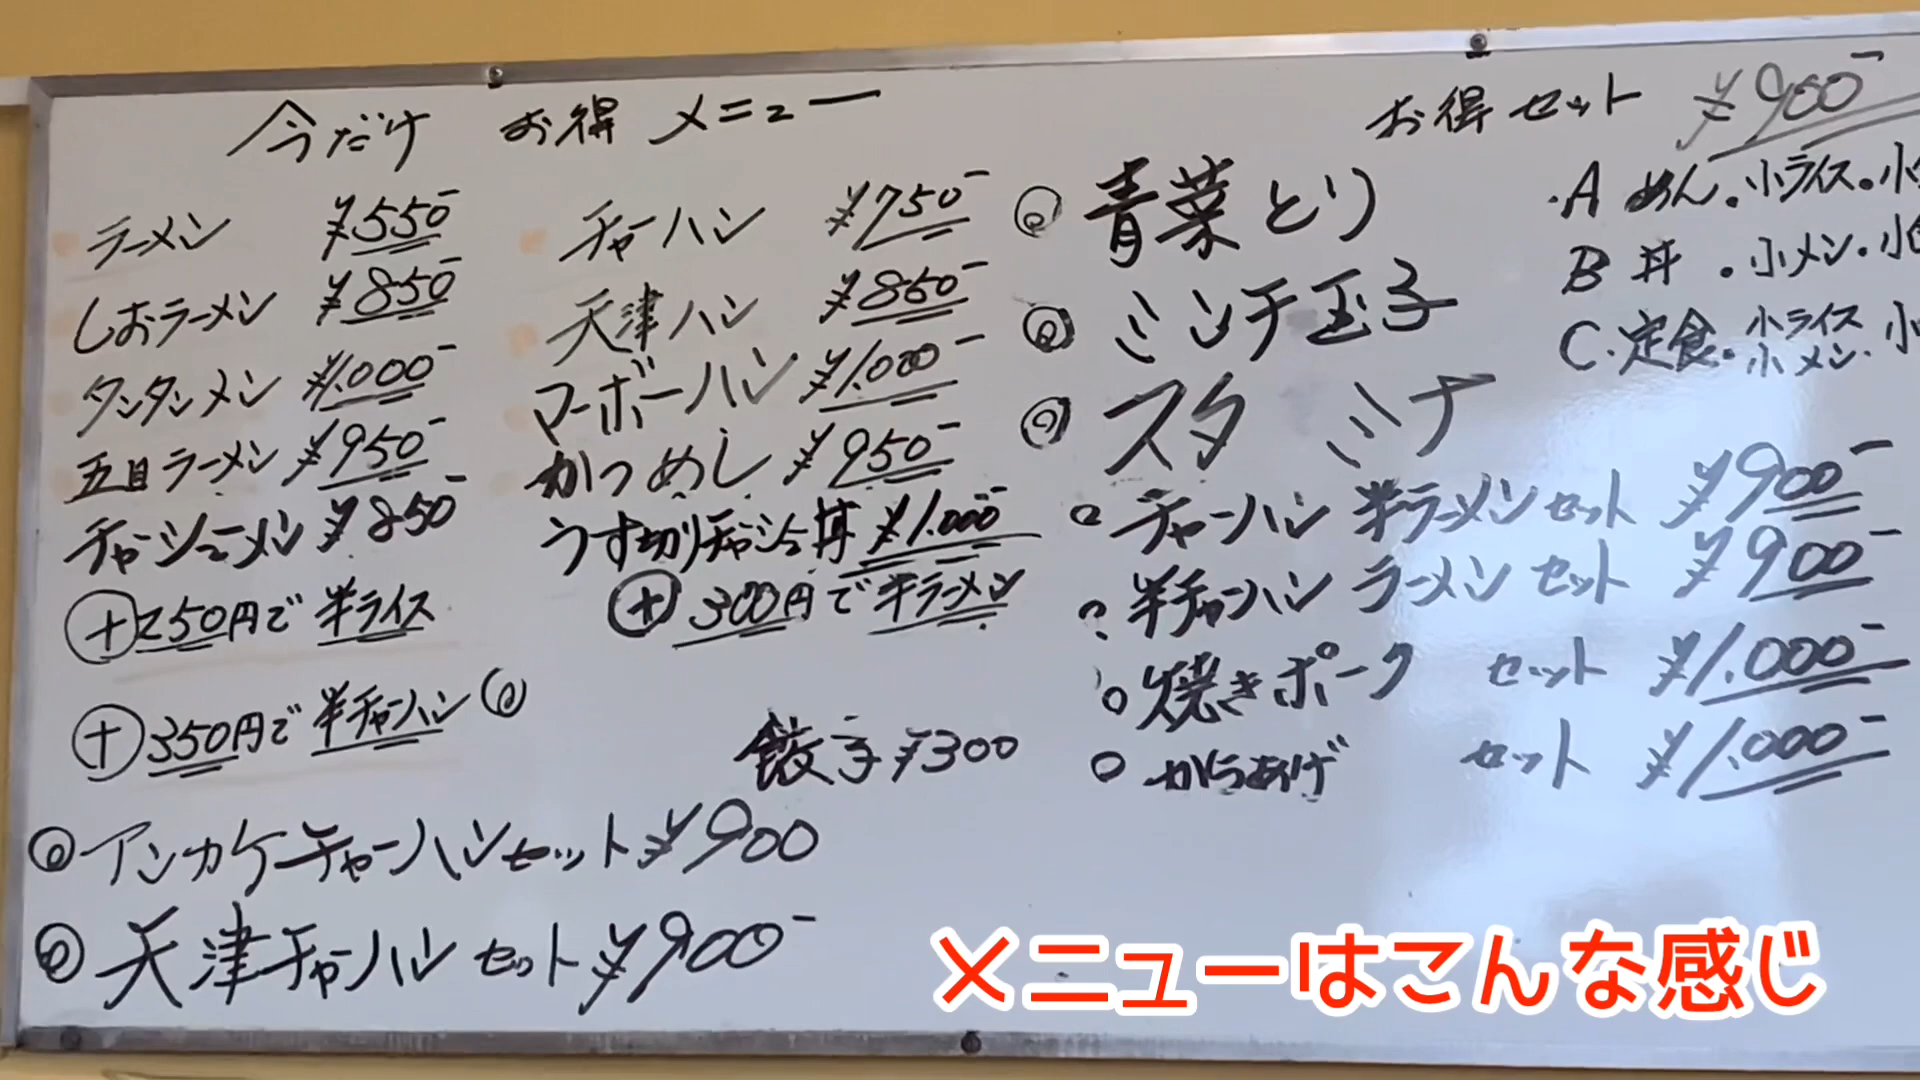 今だけ お得 メニュー
ラーメン ¥550-
しおラーメン ¥850-
タンタンメン ¥1.000-
五目ラーメン ¥950-
チャーシューメン ¥850-
+250円で半ライス
+350円で半チャーハン
チャーハン ¥750-
天津ハン ¥850-
マーボーハン ¥1.000-
かつめし ¥950-
うす切りチャーシュー丼 ¥1.000-
+300円で半ラーメン
餃子 ¥300
◎アンカケチャーハンセット ¥900
◎天津チャーハンセット ¥900-
お得セット ¥900-
◎青菜とり
◎ミンチ玉子
◎スタミナ
・A めん・小ライス・小
B 丼・小メン・小
C・定食・小ライス 小メン・小
○チャーハン 半ラーメンセット ¥900-
○半チャーハン ラーメンセット ¥900-
○焼きポーク セット ¥1.000-
○からあげ セット ¥1.000-
メニューはこんな感じ